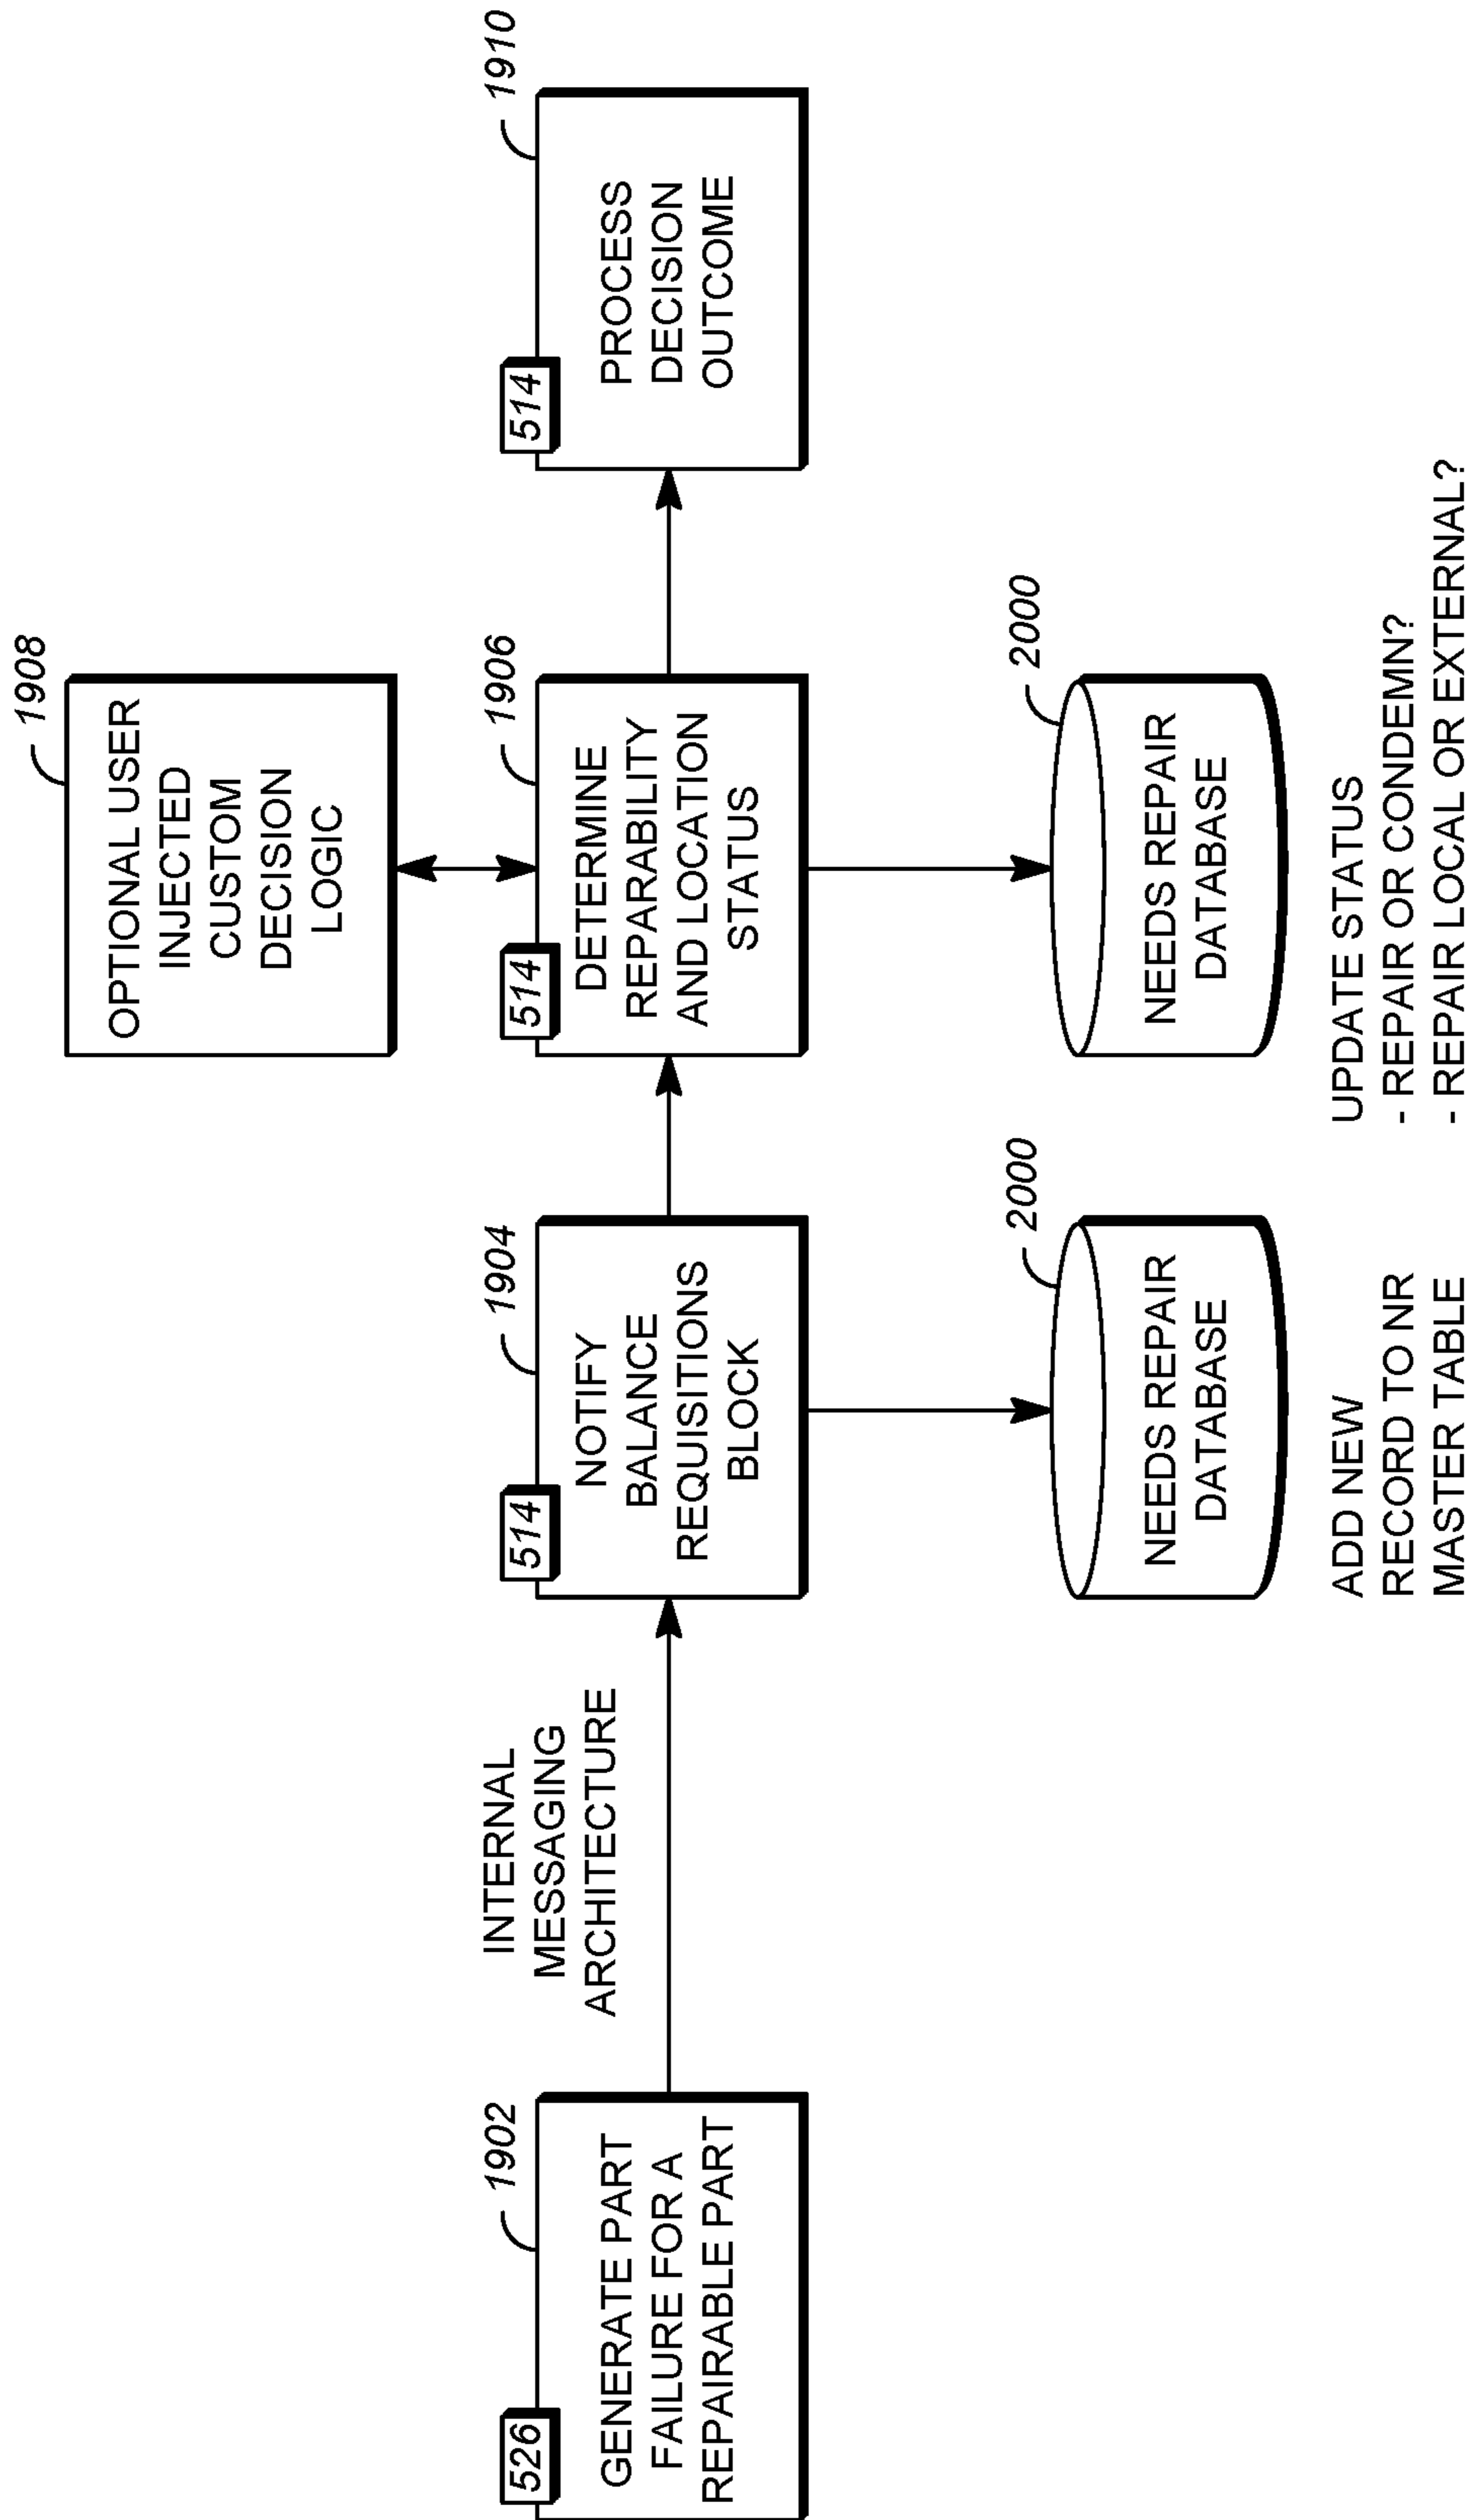 1908
OPTIONAL USER
INJECTED
CUSTOM
DECISION
LOGIC
526
1902
GENERATE PART
FAILURE FOR A
REPAIRABLE PART
INTERNAL
MESSAGING
ARCHITECTURE
514
1904
NOTIFY
BALANCE
REQUISITIONS
BLOCK
514
1906
DETERMINE
REPARABILITY
AND LOCATION
STATUS
514
1910
PROCESS
DECISION
OUTCOME
2000
NEEDS REPAIR
DATABASE
ADD NEW
RECORD TO NR
MASTER TABLE
2000
NEEDS REPAIR
DATABASE
UPDATE STATUS
- REPAIR OR CONDEMN?
- REPAIR LOCAL OR EXTERNAL?